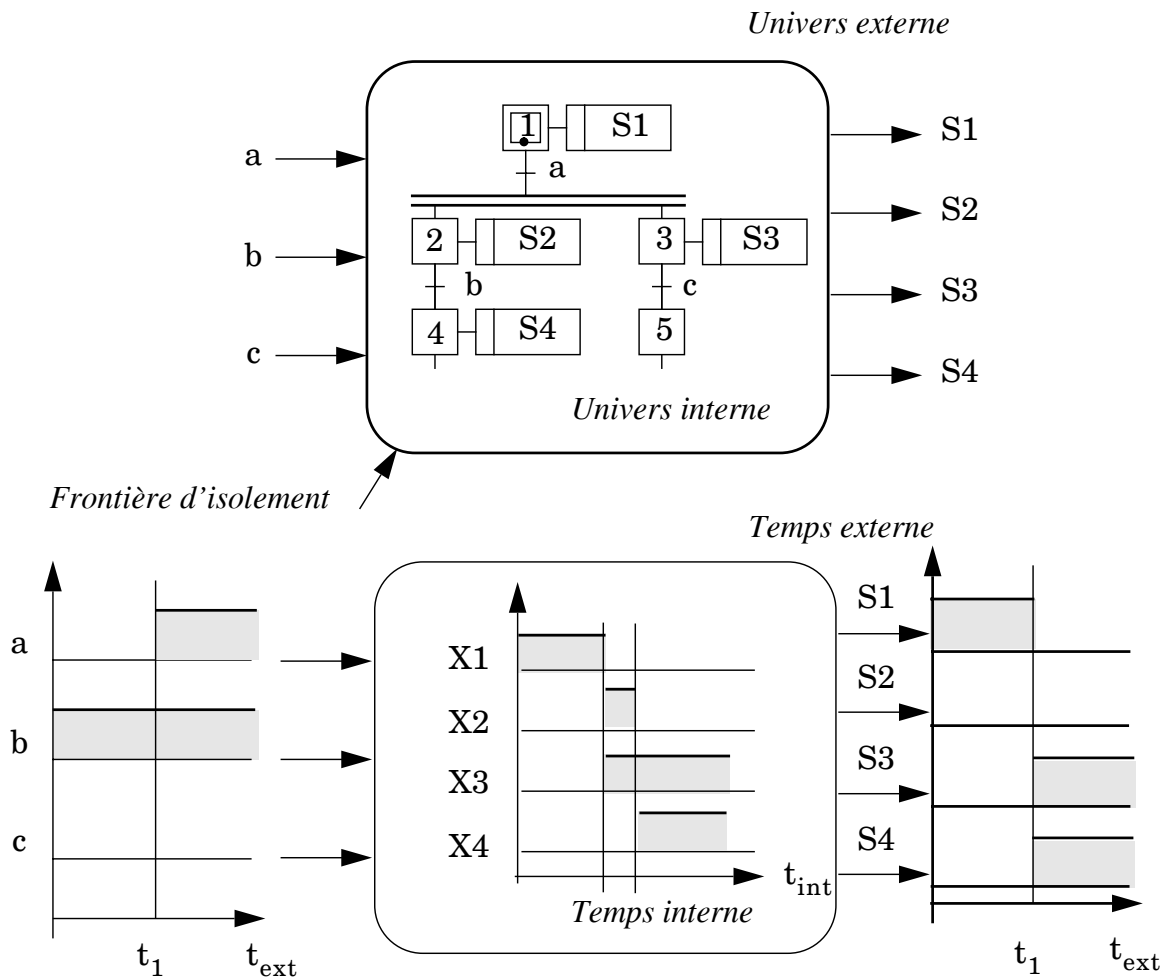 Univers externe
1
S1
S1
a
a
2
S2
3
S3
S2
b
b
c
S3
4
S4
5
c
S4
Univers interne
Frontière d'isolement
Temps externe
S1
a
X1
S2
X2
b
S3
X3
c
S4
X4
t_int
Temps interne
t_1
t_ext
t_1
t_ext